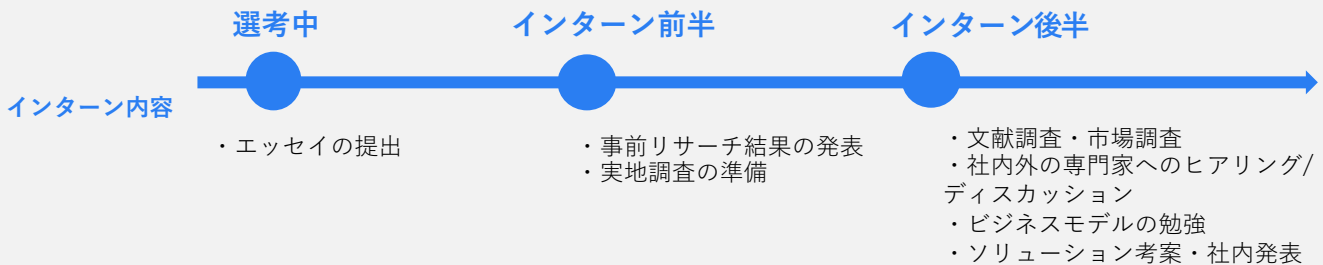 選考中
インターン前半
インターン後半
インターン内容
・エッセイの提出
・事前リサーチ結果の発表
・実地調査の準備
・文献調査・市場調査
・社内外の専門家へのヒアリング/
ディスカッション
・ビジネスモデルの勉強
・ソリューション考案・社内発表